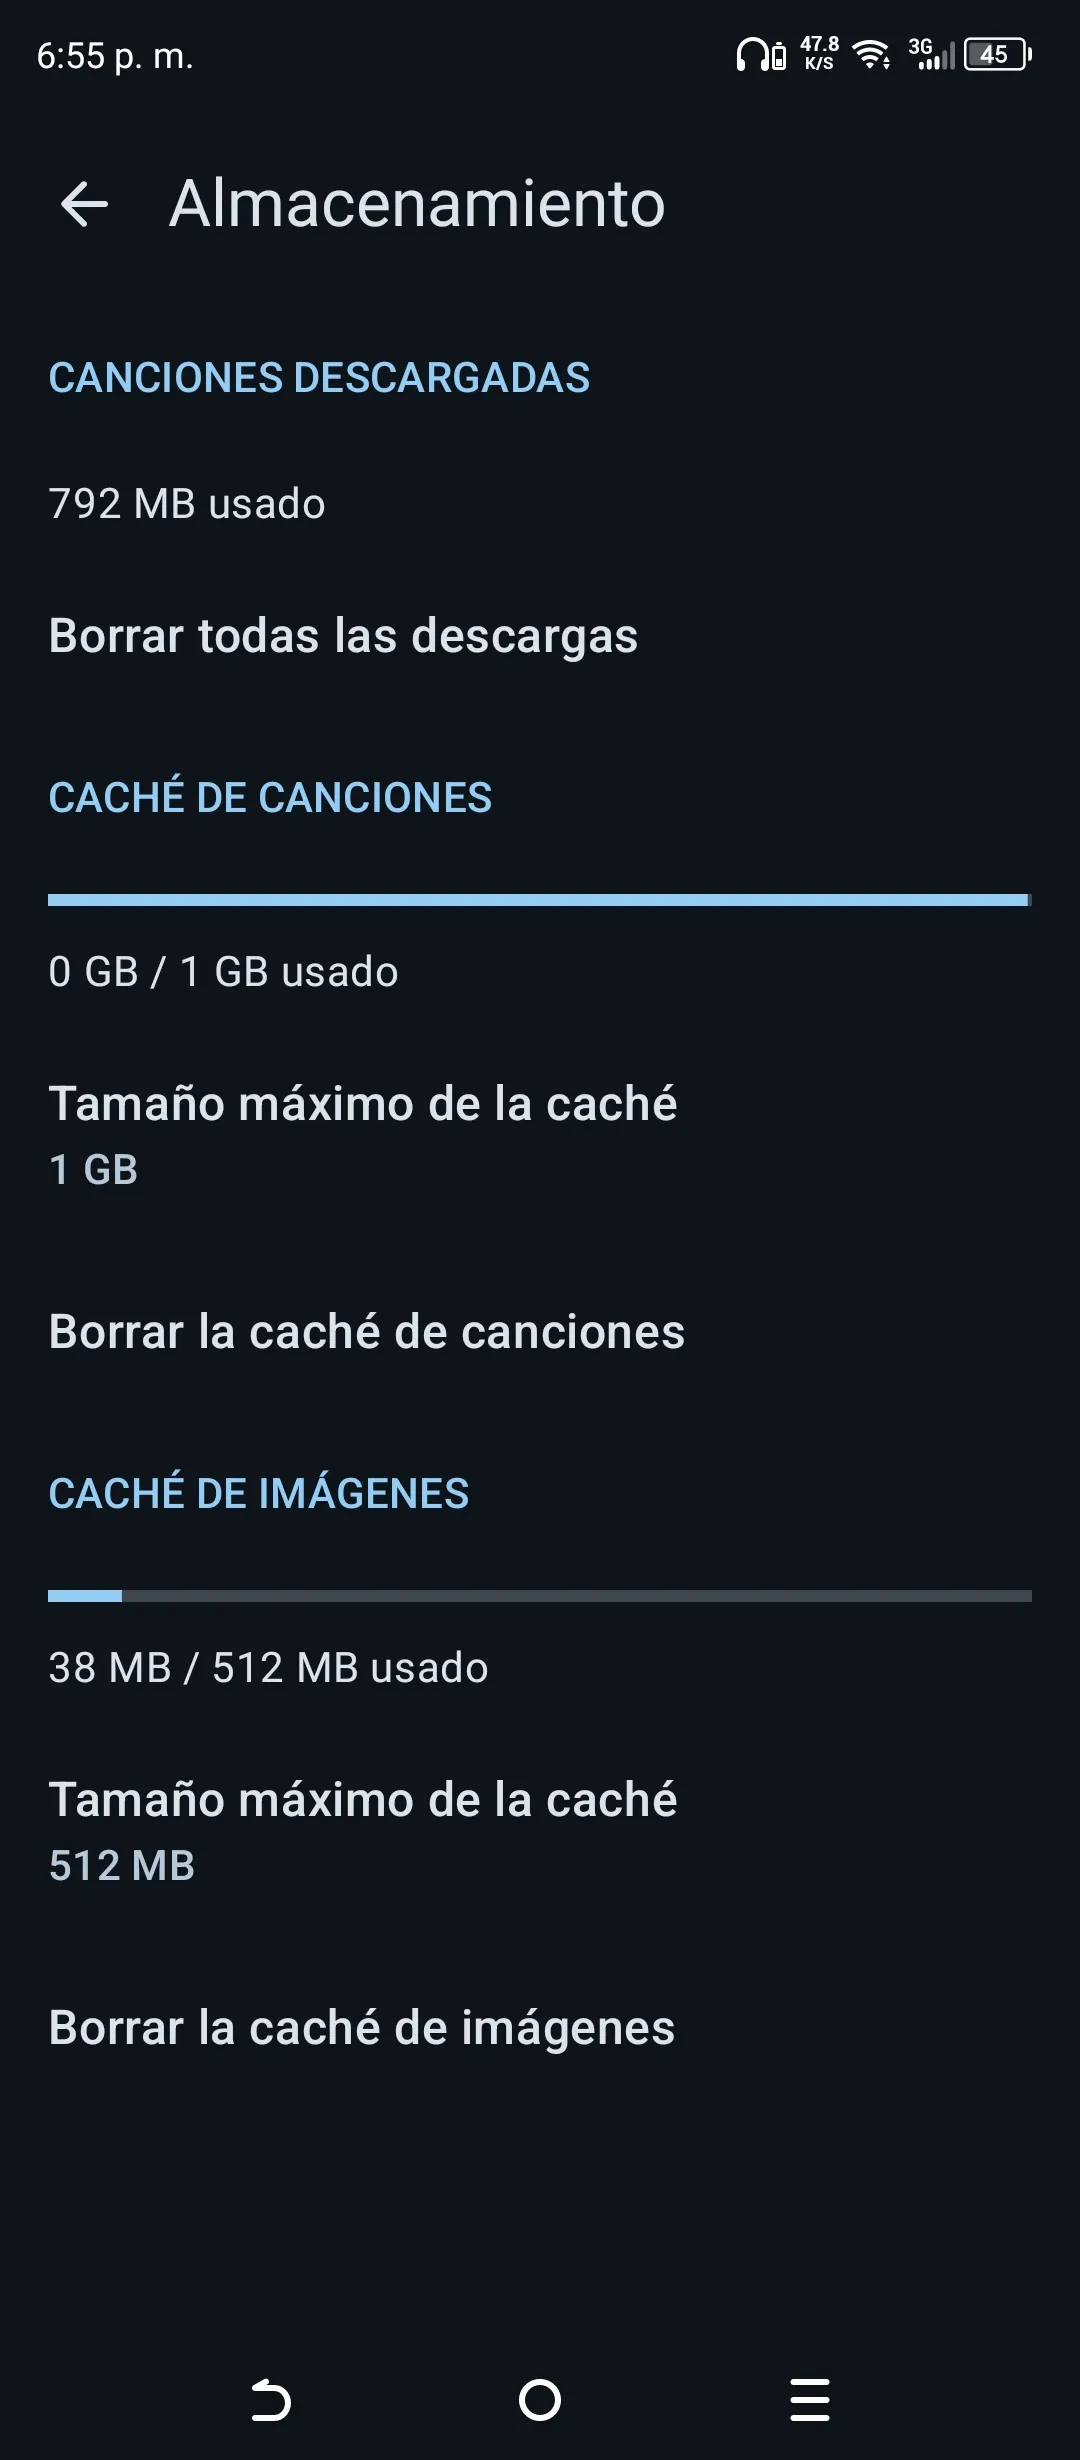 6:55 p. m.
47.8
K/S
3G
45
Almacenamiento
CANCIONES DESCARGADAS
792 MB usado
Borrar todas las descargas
CACHÉ DE CANCIONES
0 GB / 1 GB usado
Tamaño máximo de la caché
1 GB
Borrar la caché de canciones
CACHÉ DE IMÁGENES
38 MB / 512 MB usado
Tamaño máximo de la caché
512 MB
Borrar la caché de imágenes